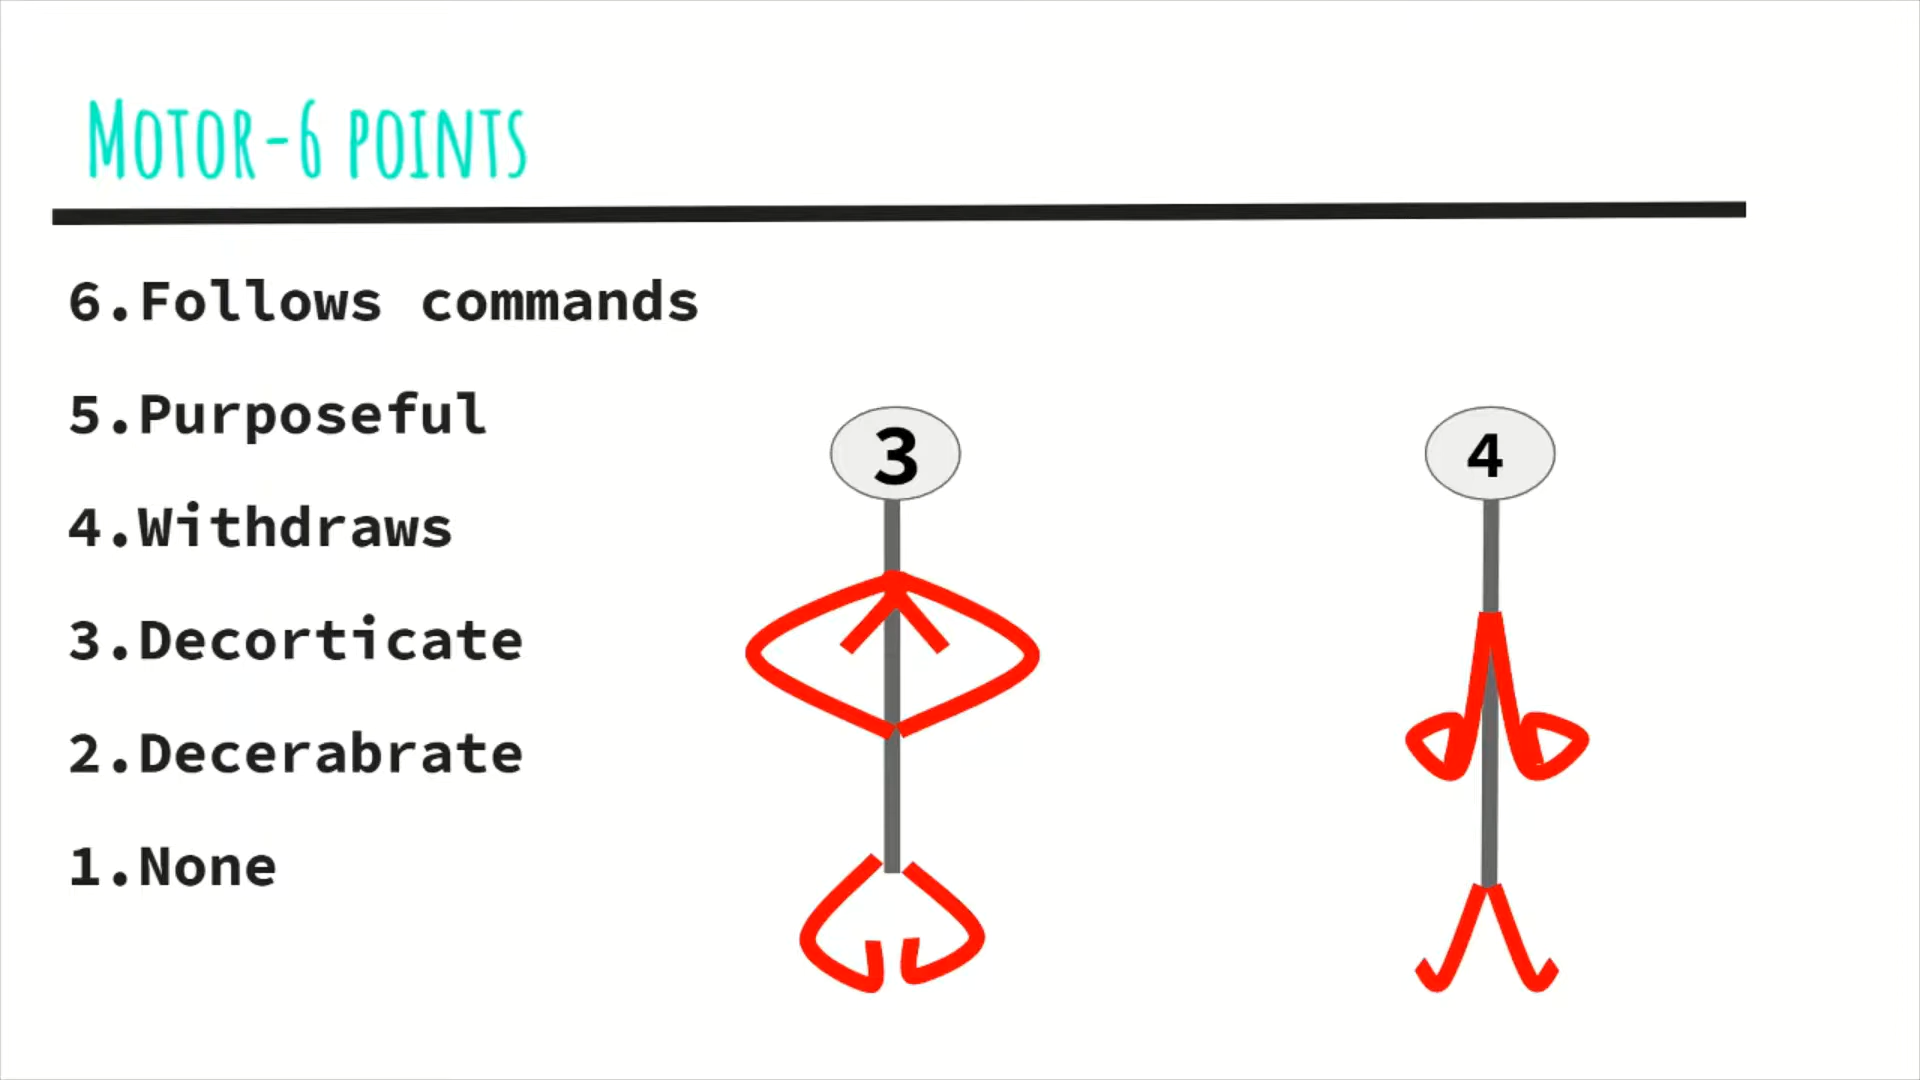 Motor-6 points
6.Follows commands
5.Purposeful
4.Withdraws
3.Decorticate
2.Decerabrate
1.None
3
4